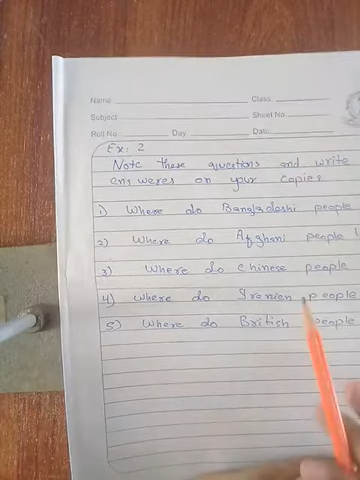 Name Class:
Subject: Sheet No.
Roll No. Day Date:
Ex: 2
Note these questions and write
answeres on your copies
1) Where do Bangladeshi people
2) Where do Afghani people
3) Where do chinese people
4) Where do Iranien people
5) Where do British people